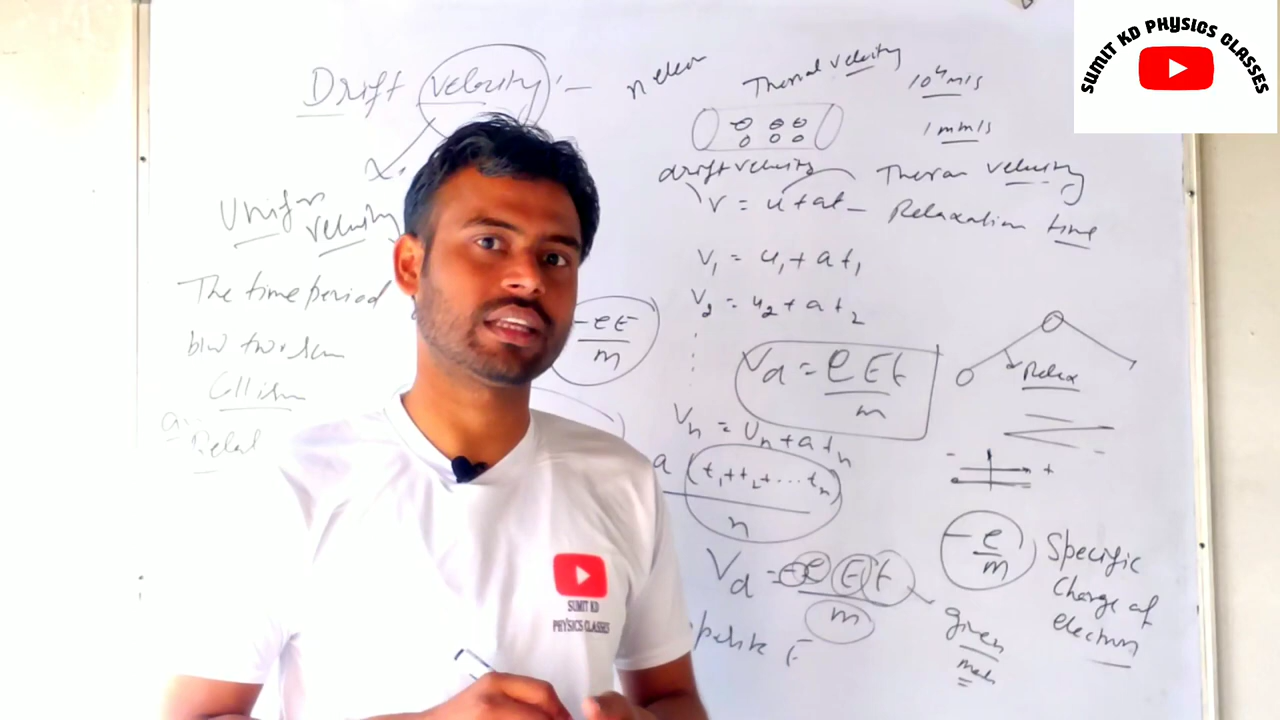 SUMIT KD PHYSICS CLASSES
Drift velocity :-
Thermal velocity
10⁴ m/s
1 mm/s
drift velocity
velocity
Uniform
velocity
v = u + at - Relaxation time
The time period
v₁ = u₁ + at₁
v₂ = u₂ + at₂
-eE
m
Vd = eEt
m
Relax
Collision
Vn = Un + atn
a (t₁ + t₂ + ... tn)
n
- +
-e
m
Specific
charge of
electron
Vd = -eEt
m
given
SUMIT KD
PHYSICS CLASSES